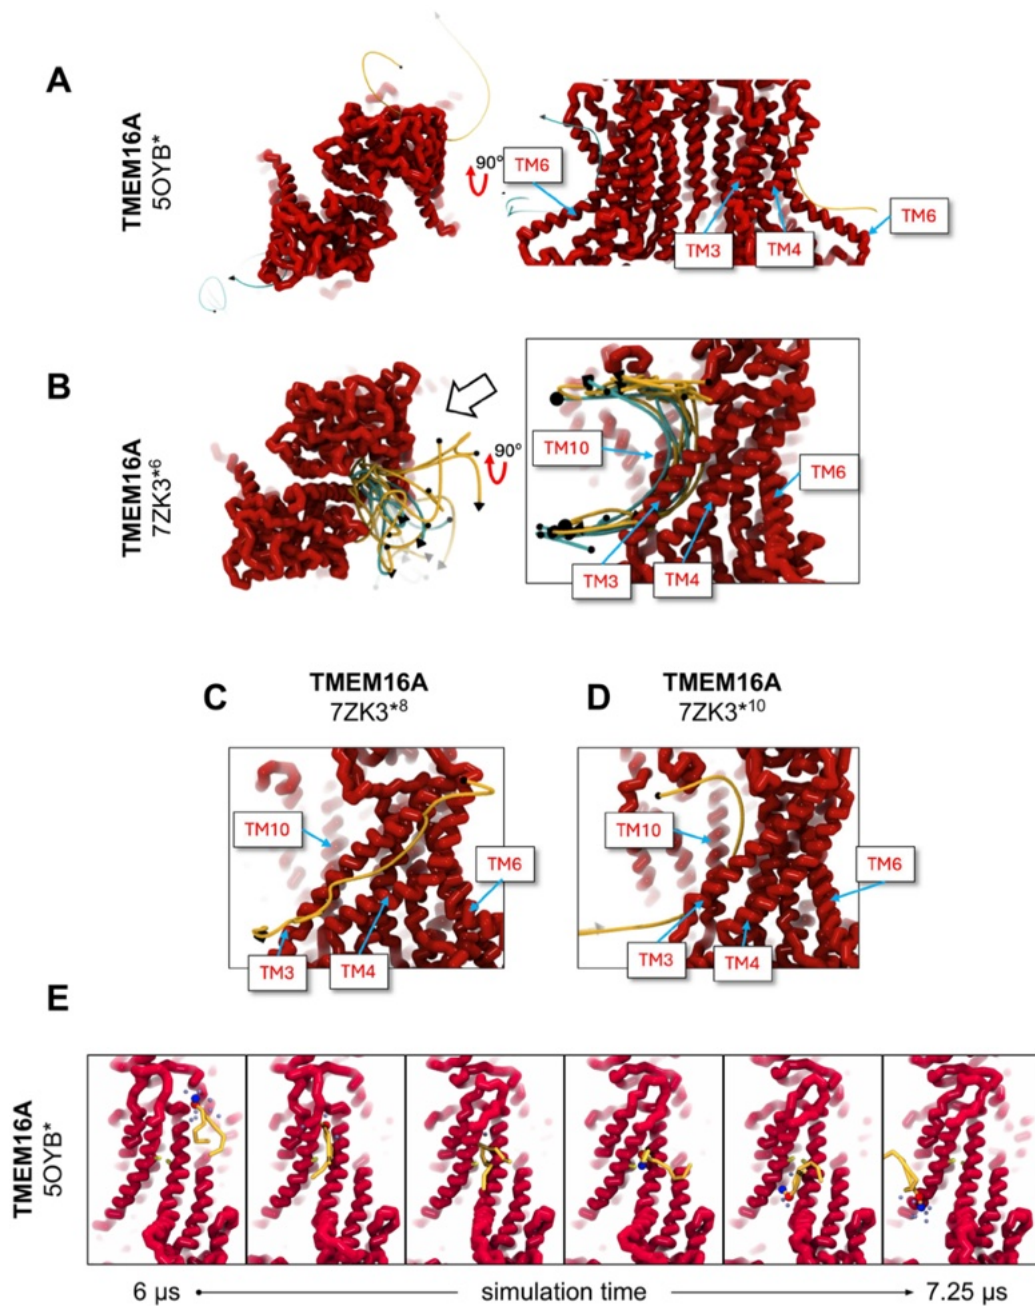 A
TMEM16A
5OYB*
90°
TM6
TM3
TM4
TM6
B
TMEM16A
7ZK3*6
90°
TM10
TM6
TM3
TM4
C
TMEM16A
7ZK3*8
D
TMEM16A
7ZK3*10
TM10
TM6
TM3
TM4
TM10
TM6
TM3
TM4
E
TMEM16A
5OYB*
6 µs
simulation time
7.25 µs